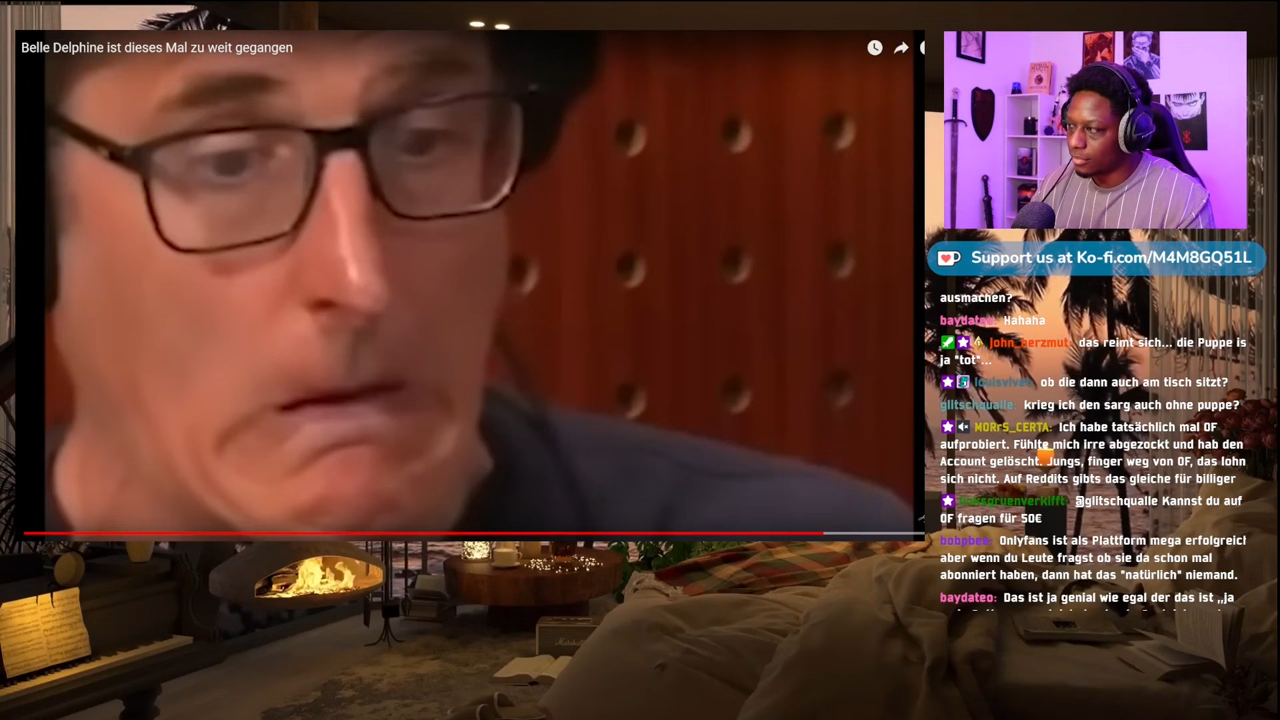 Belle Delphine ist dieses Mal zu weit gegangen
Support us at Ko-fi.com/M4M8GQ51L
ausmachen?
baydateo: Hahaha
john_herzmut: das reimt sich... die Puppe is
ja "tot"...
ob die dann auch am tisch sitzt?
glitschqualle: krieg ich den sarg auch ohne puppe?
M0RrS_CERTA: Ich habe tatsächlich mal OF
aufprobiert. Fühlte mich irre abgezockt und hab den
Account gelöscht. Jungs, finger weg von OF, das lohn
sich nicht. Auf Reddits gibts das gleiche für billiger
@glitschqualle Kannst du auf
OF fragen für 50€
bobpbee: Onlyfans ist als Plattform mega erfolgreicl
aber wenn du Leute fragst ob sie da schon mal
abonniert haben, dann hat das "natürlich" niemand.
baydateo: Das ist ja genial wie egal der das ist „ja